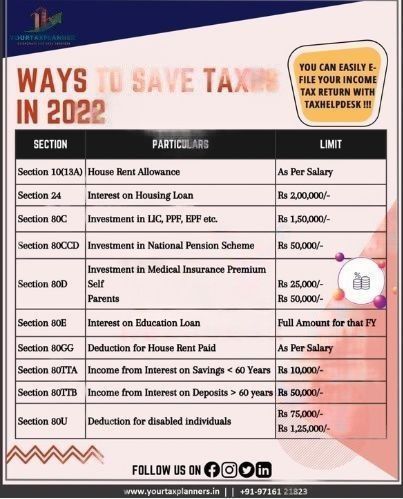 YOURTAXPLANNER
WAYS TO SAVE TAXES
IN 2022
YOU CAN EASILY E-
FILE YOUR INCOME
TAX RETURN WITH
TAXHELPDESK !!!
SECTION PARTICULARS LIMIT
Section 10(13A) House Rent Allowance As Per Salary
Section 24 Interest on Housing Loan Rs 2,00,000/-
Section 80C Investment in LIC, PPF, EPF etc. Rs 1,50,000/-
Section 80CCD Investment in National Pension Scheme Rs 50,000/-
Section 80D Investment in Medical Insurance Premium
Self Rs 25,000/-
Parents Rs 50,000/-
Section 80E Interest on Education Loan Full Amount for that FY
Section 80GG Deduction for House Rent Paid As Per Salary
Section 80TTA Income from Interest on Savings < 60 Years Rs 10,000/-
Section 80TTB Income from Interest on Deposits > 60 years Rs 50,000/-
Section 80U Deduction for disabled individuals Rs 75,000/-
Rs 1,25,000/-
FOLLOW US ON
www.yourtaxplanners.in | | +91-97161 21823